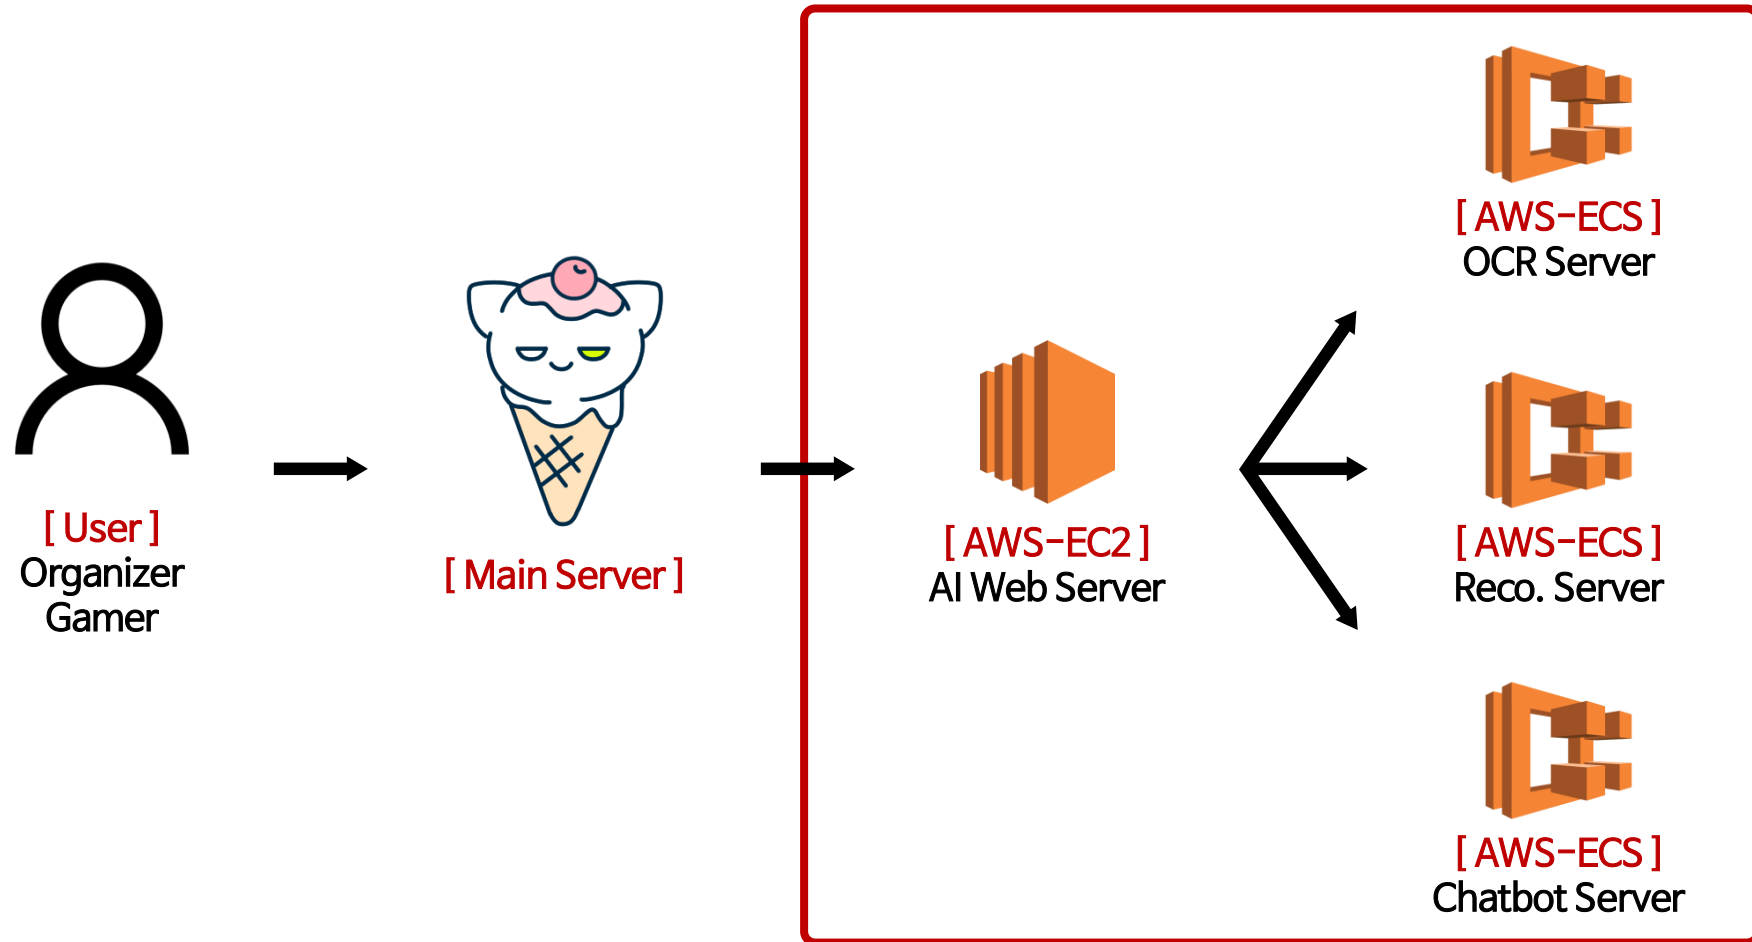 [ User ]
Organizer
Gamer
[ Main Server ]
[ AWS-EC2 ]
AI Web Server
[ AWS-ECS ]
OCR Server
[ AWS-ECS ]
Reco. Server
[ AWS-ECS ]
Chatbot Server